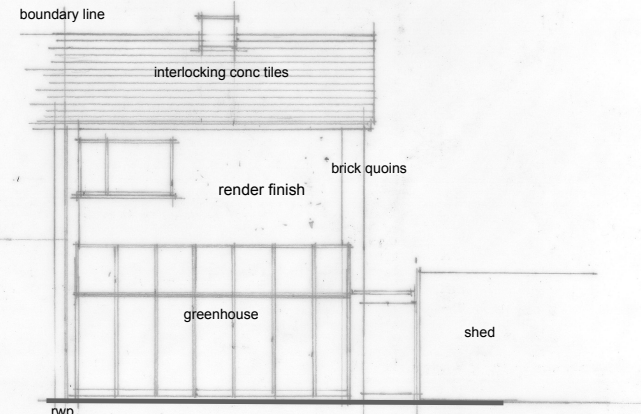 boundary line
interlocking conc tiles
brick quoins
render finish
greenhouse
shed
rwp